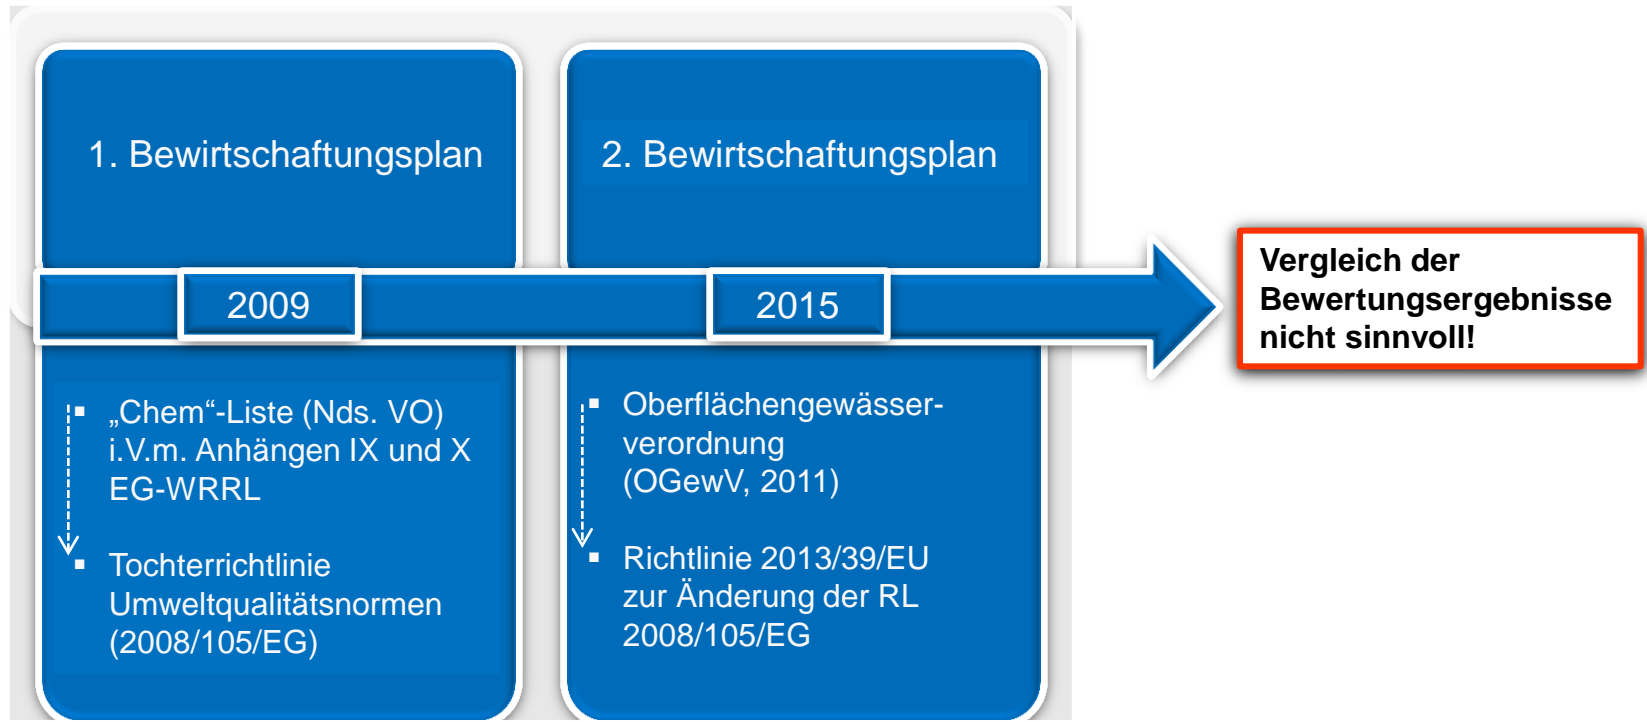 1. Bewirtschaftungsplan
2009
▪ „Chem“-Liste (Nds. VO)
i.V.m. Anhängen IX und X
EG-WRRL
▪ Tochterrichtlinie
Umweltqualitätsnormen
(2008/105/EG)
2. Bewirtschaftungsplan
2015
▪ Oberflächengewässer-
verordnung
(OGewV, 2011)
▪ Richtlinie 2013/39/EU
zur Änderung der RL
2008/105/EG
Vergleich der
Bewertungsergebnisse
nicht sinnvoll!